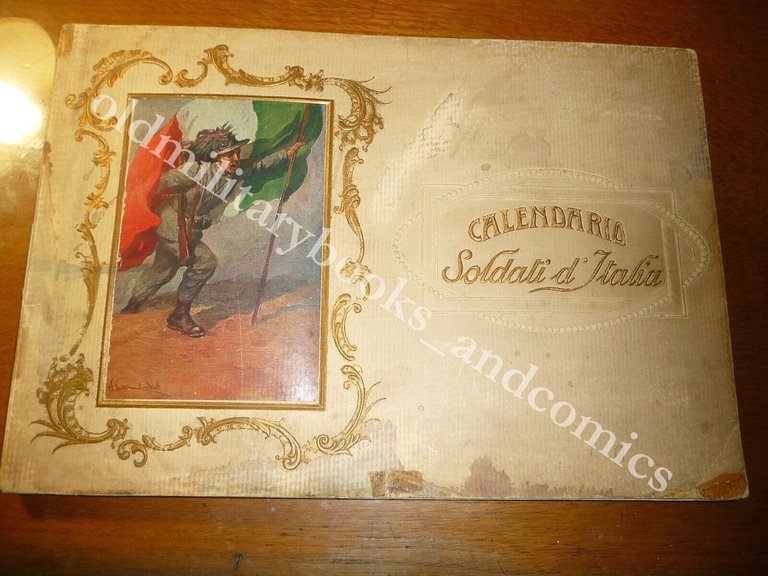 CALENDARIO
Soldati d'Italia
oldmilitarybooks_andcomics